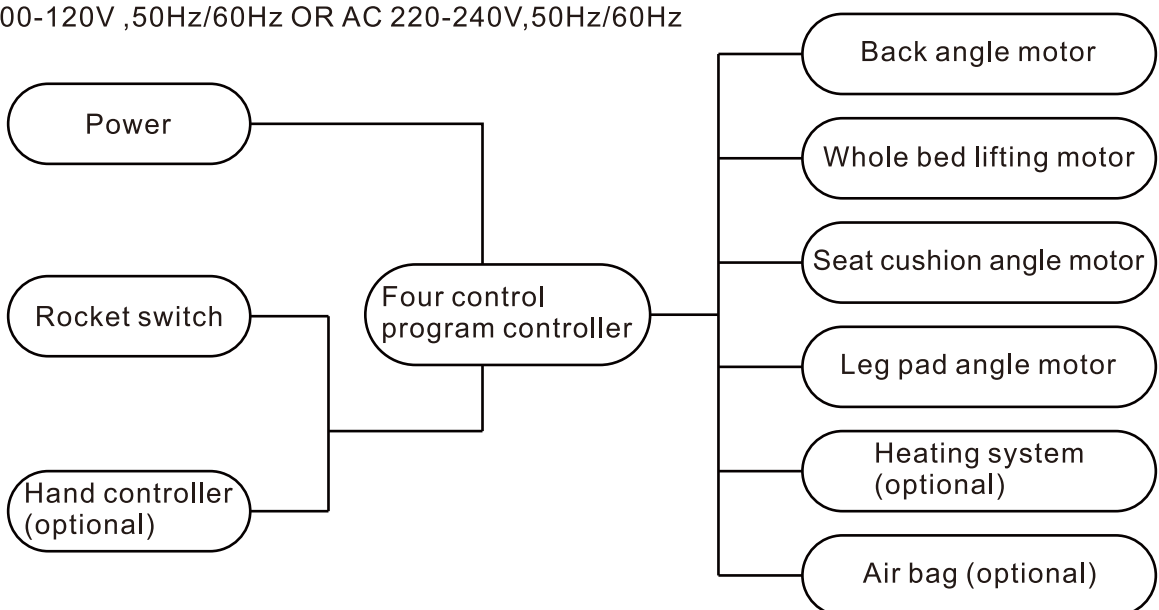 00-120V ,50Hz/60Hz OR AC 220-240V,50Hz/60Hz
Power
Rocket switch
Hand controller
(optional)
Four control
program controller
Back angle motor
Whole bed lifting motor
Seat cushion angle motor
Leg pad angle motor
Heating system
(optional)
Air bag (optional)